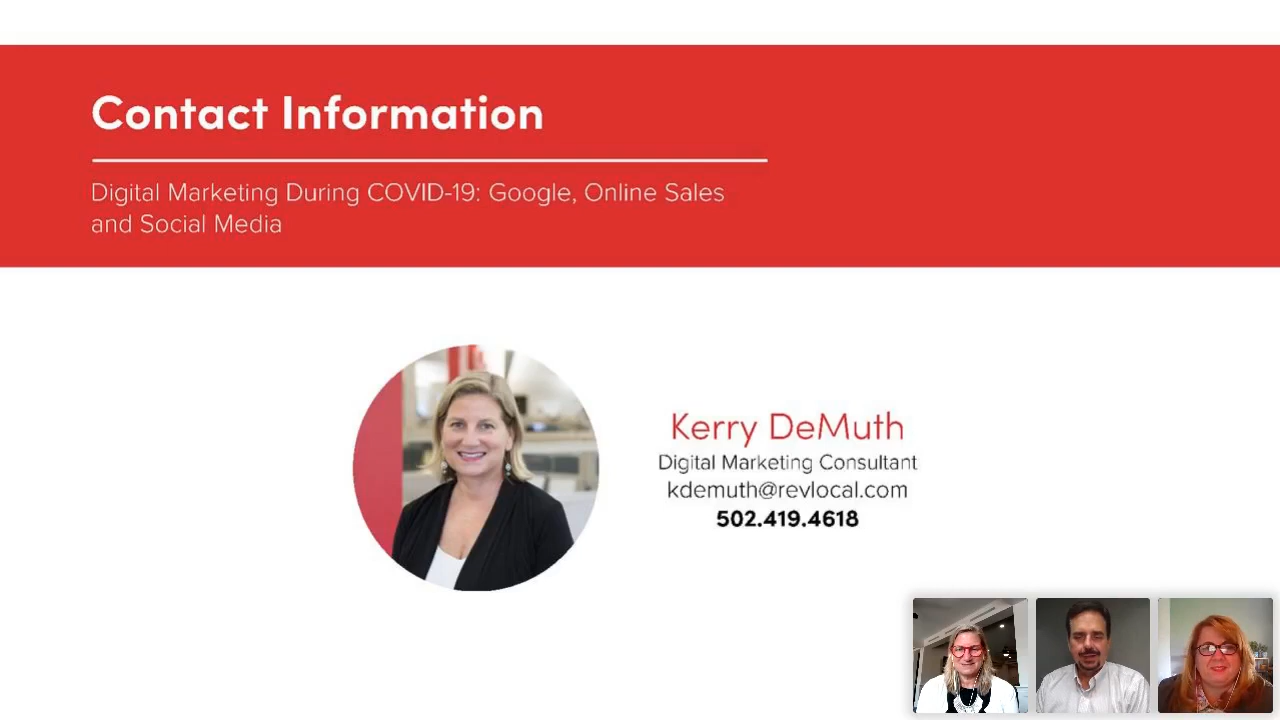 Contact Information
Digital Marketing During COVID-19: Google, Online Sales
and Social Media
Kerry DeMuth
Digital Marketing Consultant
kdemuth@revlocal.com
502.419.4618